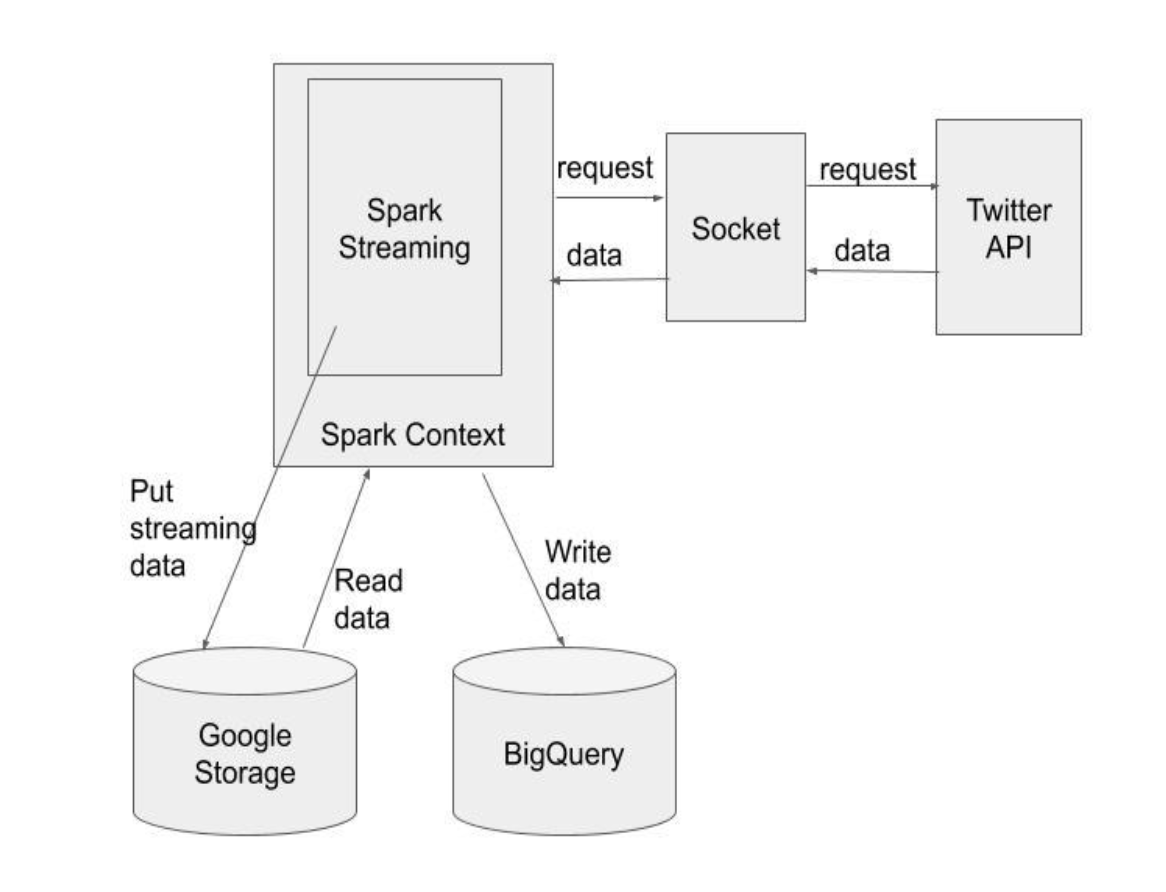 Spark
Streaming
Spark Context
request
data
Socket
request
data
Twitter
API
Put
streaming
data
Read
data
Write
data
Google
Storage
BigQuery